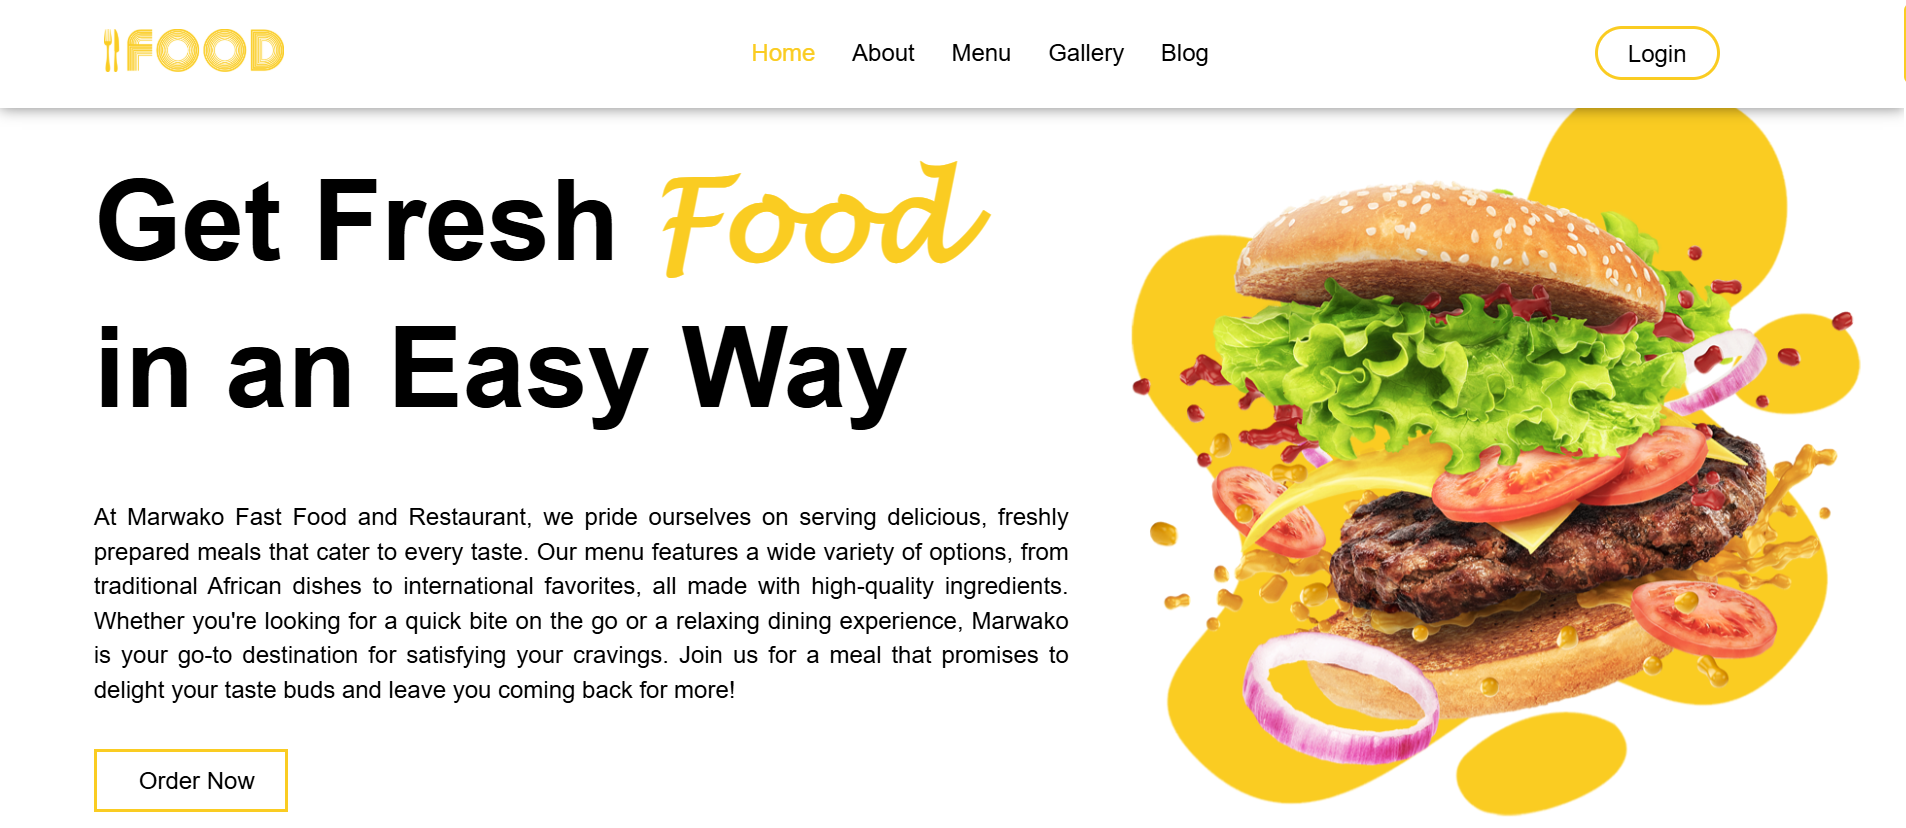 FOOD
Home About Menu Gallery Blog
Login
Get Fresh Food
in an Easy Way
At Marwako Fast Food and Restaurant, we pride ourselves on serving delicious, freshly
prepared meals that cater to every taste. Our menu features a wide variety of options, from
traditional African dishes to international favorites, all made with high-quality ingredients.
Whether you're looking for a quick bite on the go or a relaxing dining experience, Marwako
is your go-to destination for satisfying your cravings. Join us for a meal that promises to
delight your taste buds and leave you coming back for more!
Order Now